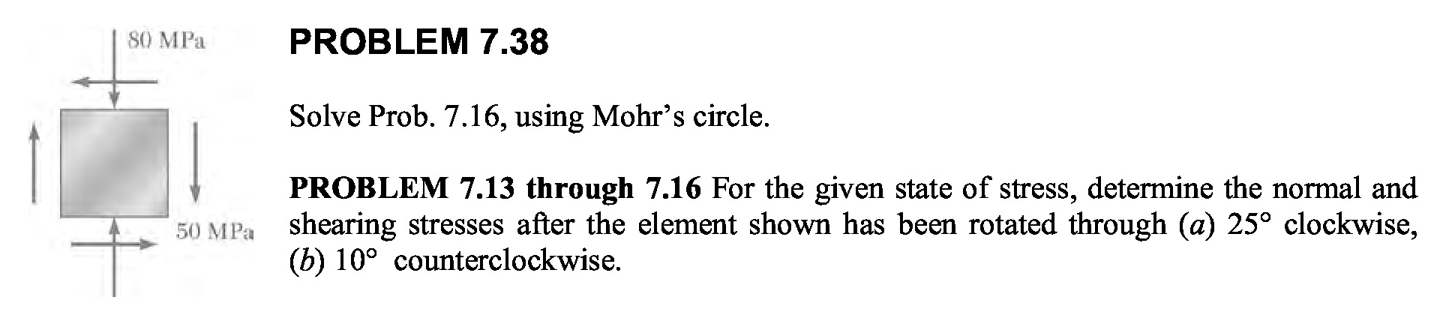 80 MPa
PROBLEM 7.38
Solve Prob. 7.16, using Mohr’s circle.
PROBLEM 7.13 through 7.16 For the given state of stress, determine the normal and
shearing stresses after the element shown has been rotated through (a) 25° clockwise,
50 MPa
(b) 10° counterclockwise.